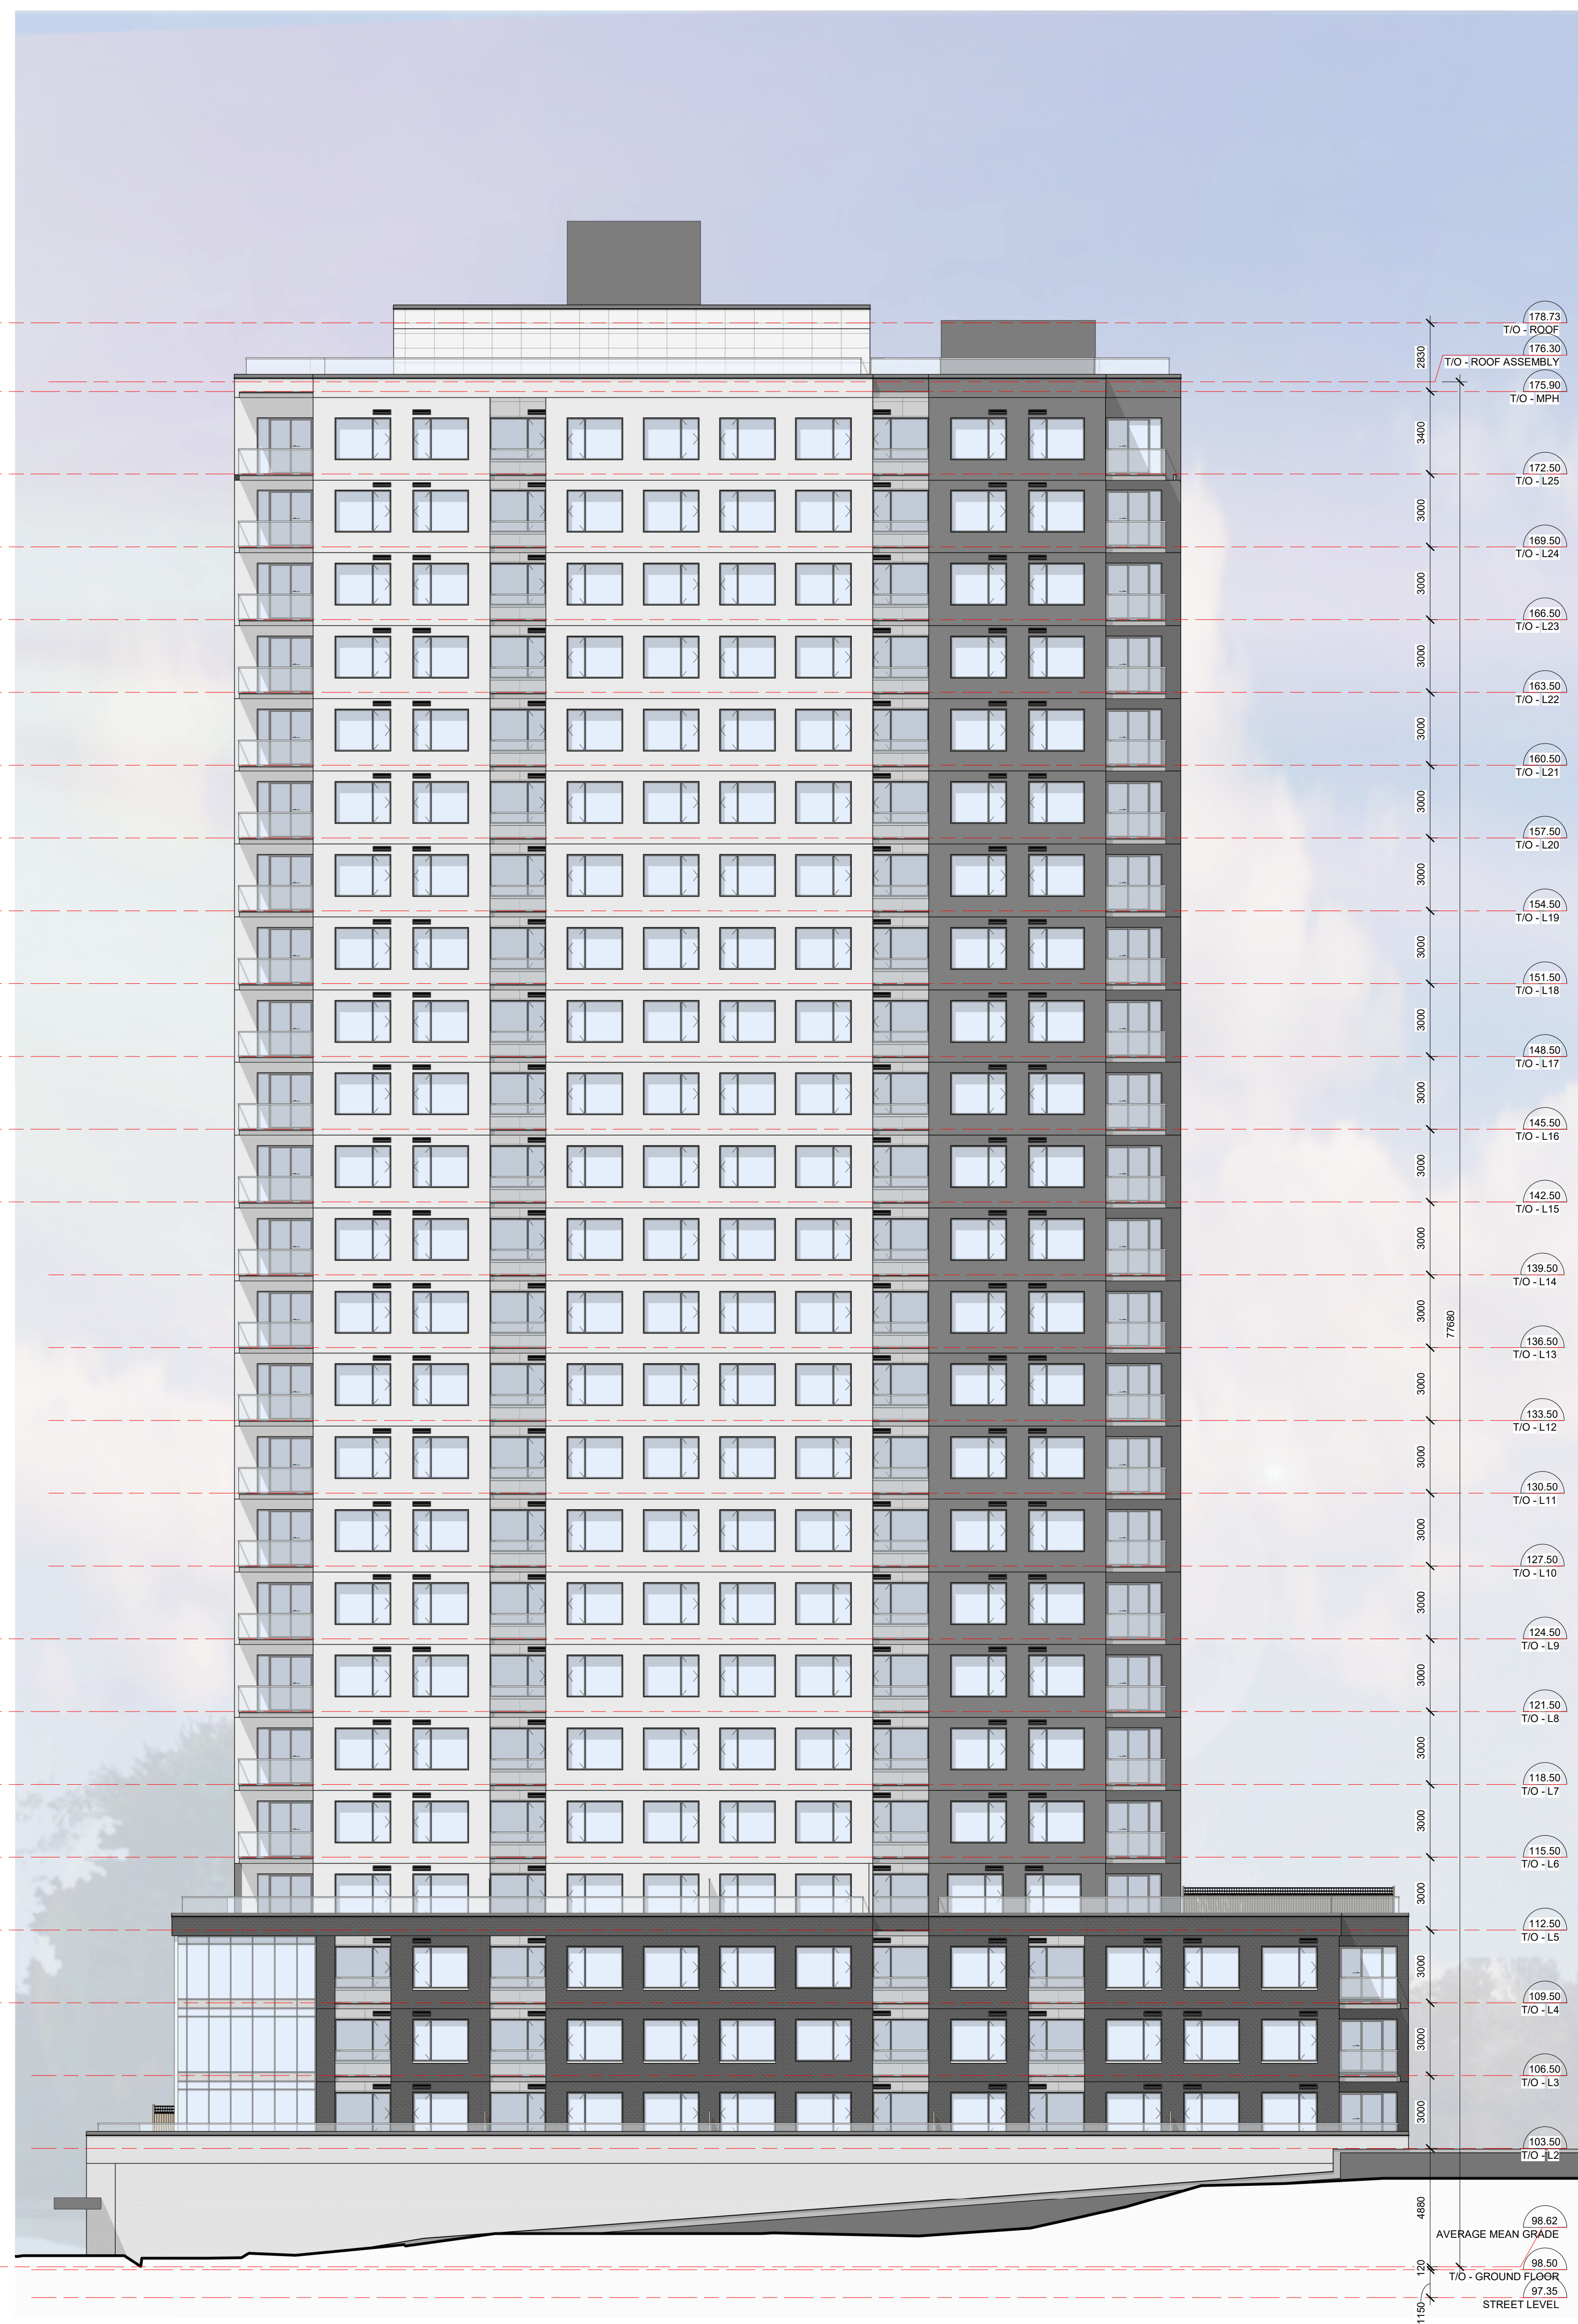 178.73
T/O - ROOF
2830
176.30
T/O - ROOF ASSEMBLY
175.90
T/O - MPH
3400
172.50
T/O - L25
3000
169.50
T/O - L24
3000
166.50
T/O - L23
3000
163.50
T/O - L22
3000
160.50
T/O - L21
3000
157.50
T/O - L20
3000
154.50
T/O - L19
3000
151.50
T/O - L18
3000
148.50
T/O - L17
3000
145.50
T/O - L16
3000
142.50
T/O - L15
3000
139.50
T/O - L14
3000
77680
136.50
T/O - L13
3000
133.50
T/O - L12
3000
130.50
T/O - L11
3000
127.50
T/O - L10
3000
124.50
T/O - L9
3000
121.50
T/O - L8
3000
118.50
T/O - L7
3000
115.50
T/O - L6
3000
112.50
T/O - L5
3000
109.50
T/O - L4
3000
106.50
T/O - L3
3000
103.50
T/O - L2
4880
98.62
AVERAGE MEAN GRADE
120
98.50
T/O - GROUND FLOOR
97.35
STREET LEVEL
1150